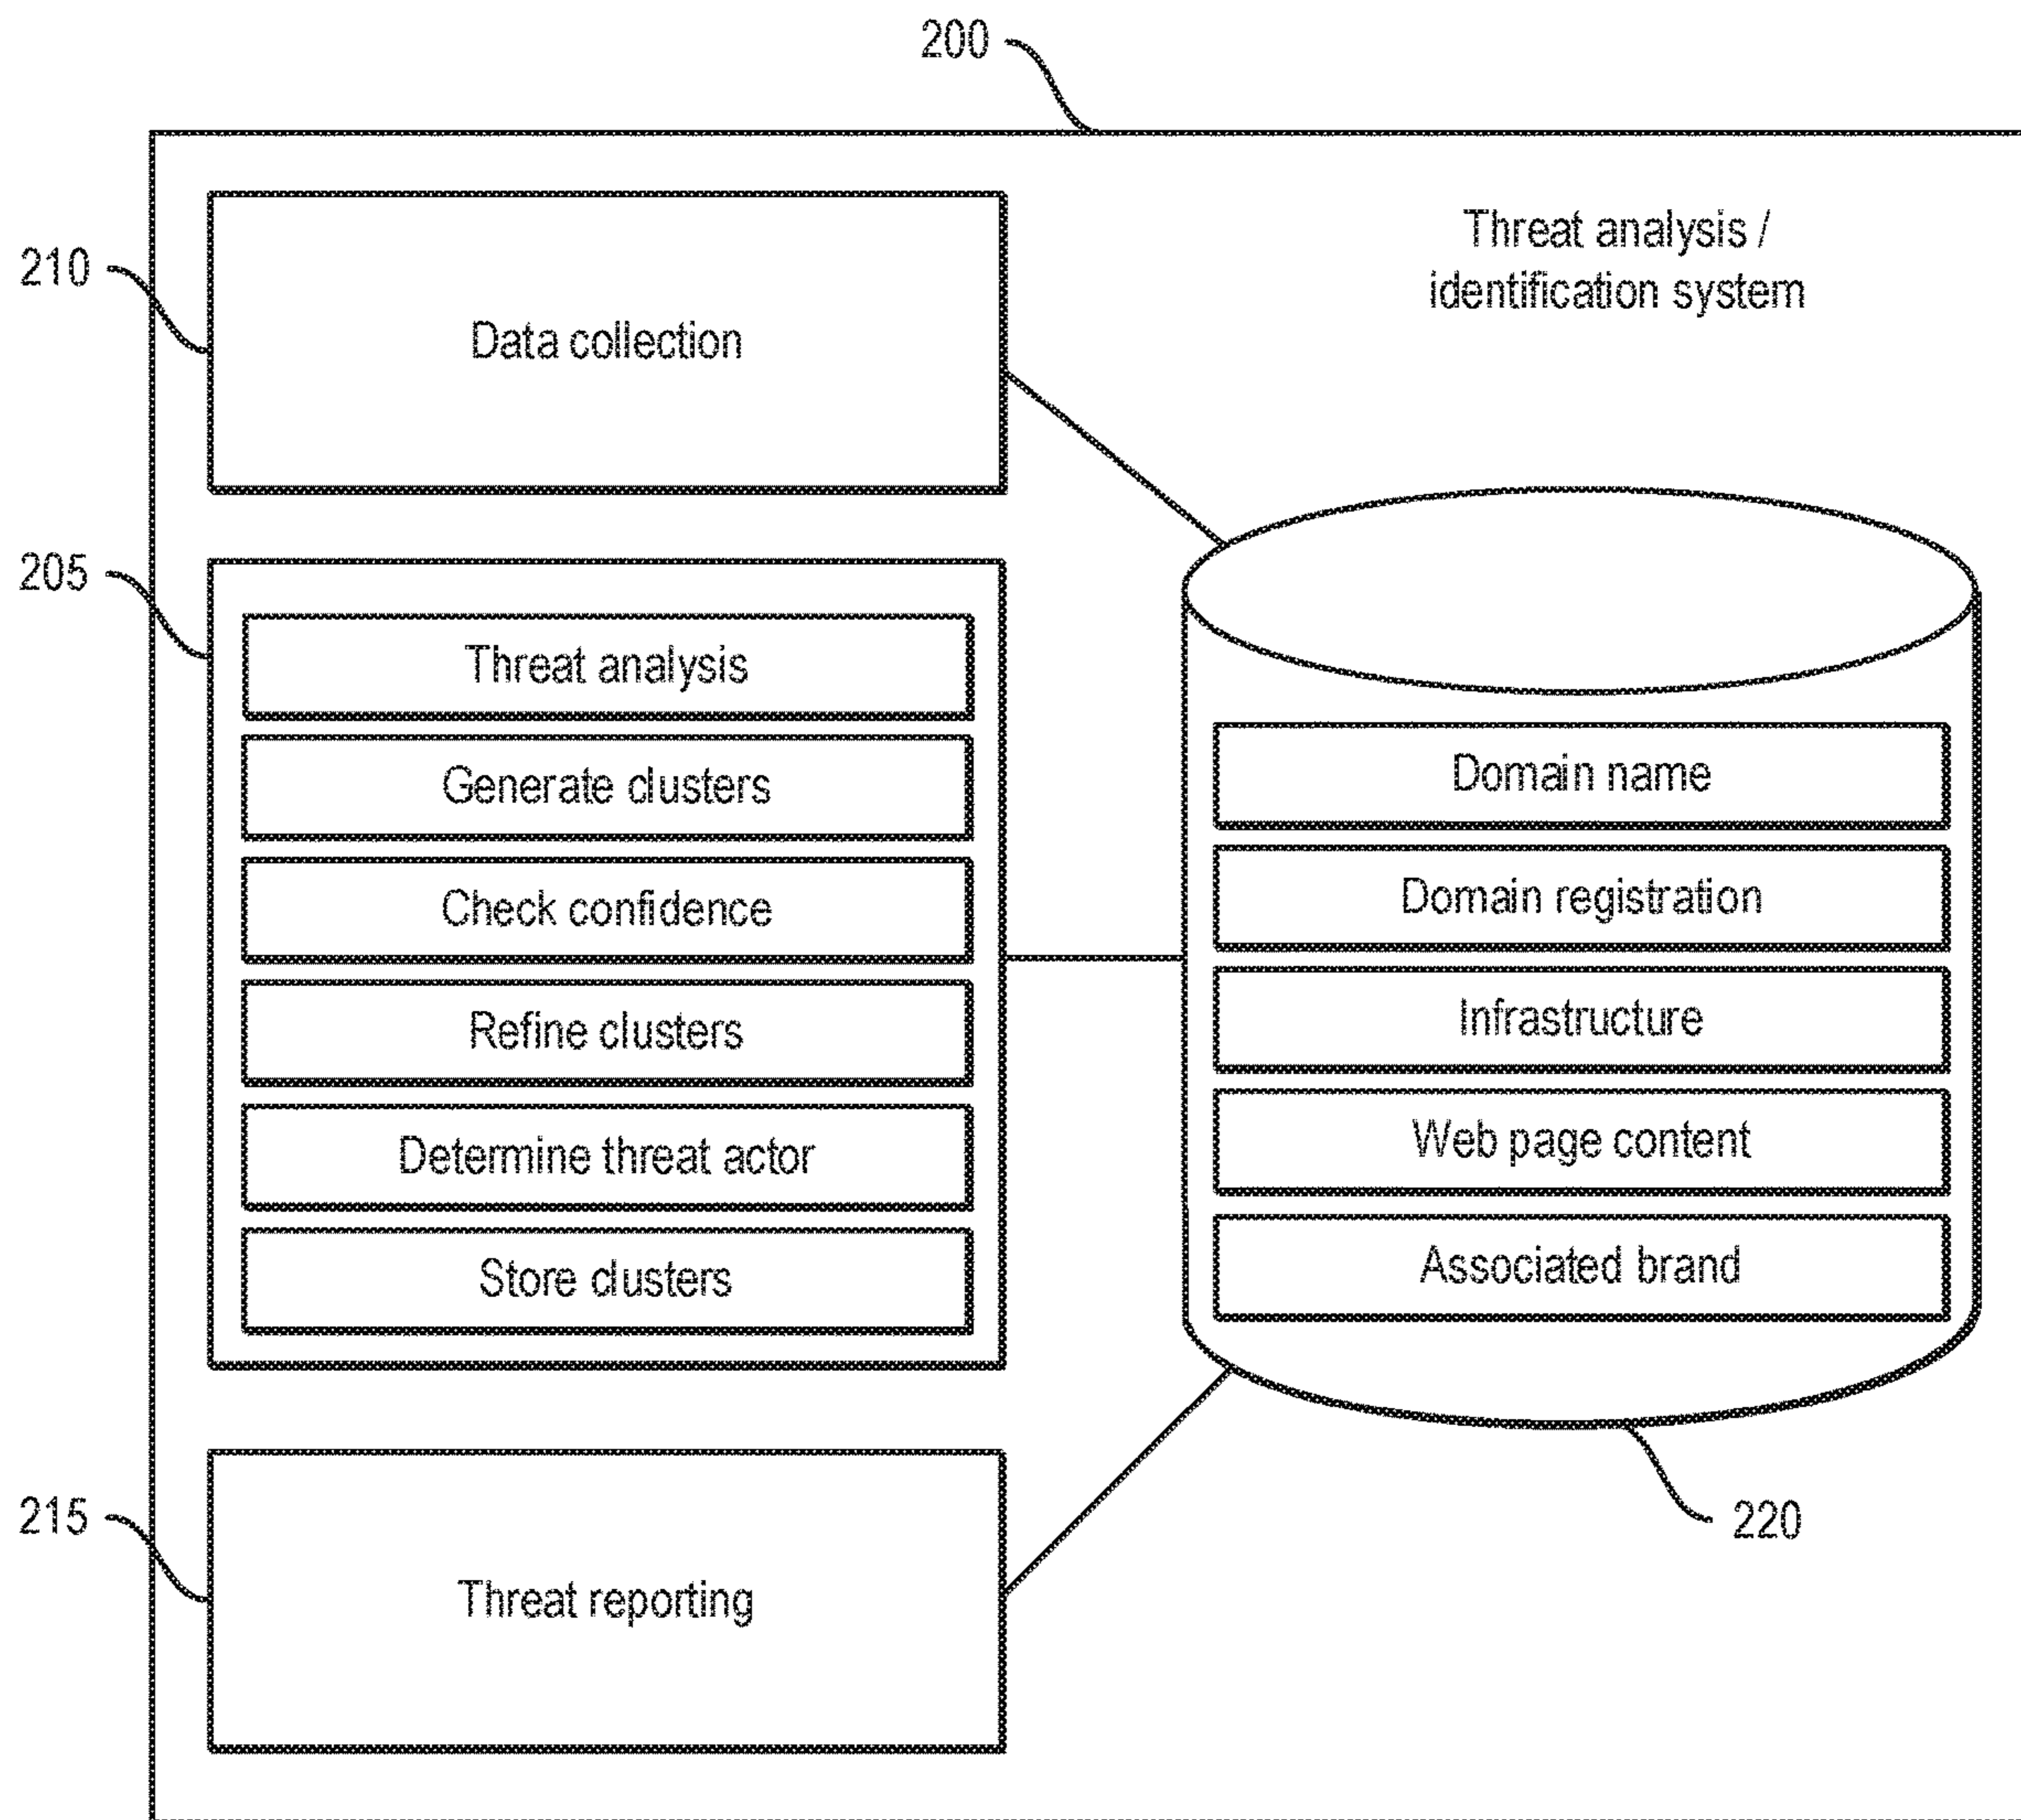 200
Threat analysis /
identification system
210
Data collection
205
Threat analysis
Generate clusters
Check confidence
Refine clusters
Determine threat actor
Store clusters
Domain name
Domain registration
Infrastructure
Web page content
Associated brand
220
215
Threat reporting